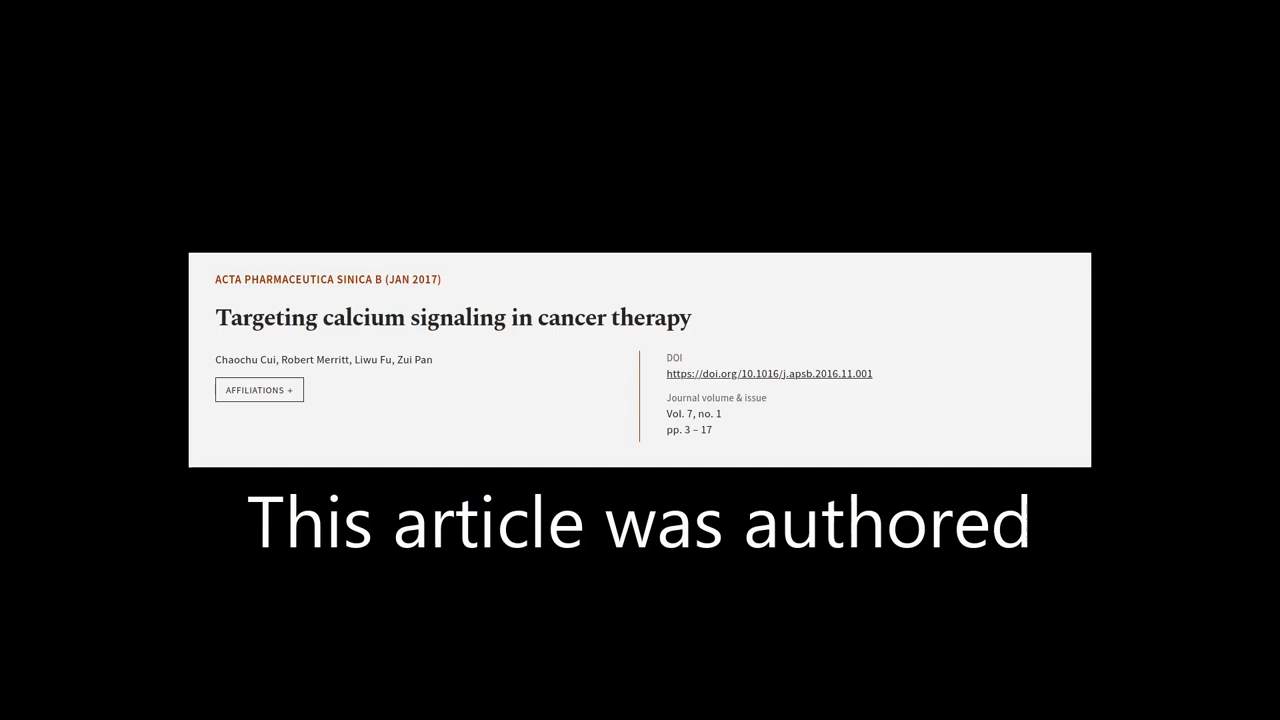 ACTA PHARMACEUTICA SINICA B (JAN 2017)
Targeting calcium signaling in cancer therapy
Chaochu Cui, Robert Merritt, Liwu Fu, Zui Pan
AFFILIATIONS +
DOI
https://doi.org/10.1016/j.apsb.2016.11.001
Journal volume & issue
Vol. 7, no. 1
pp. 3 – 17
This article was authored